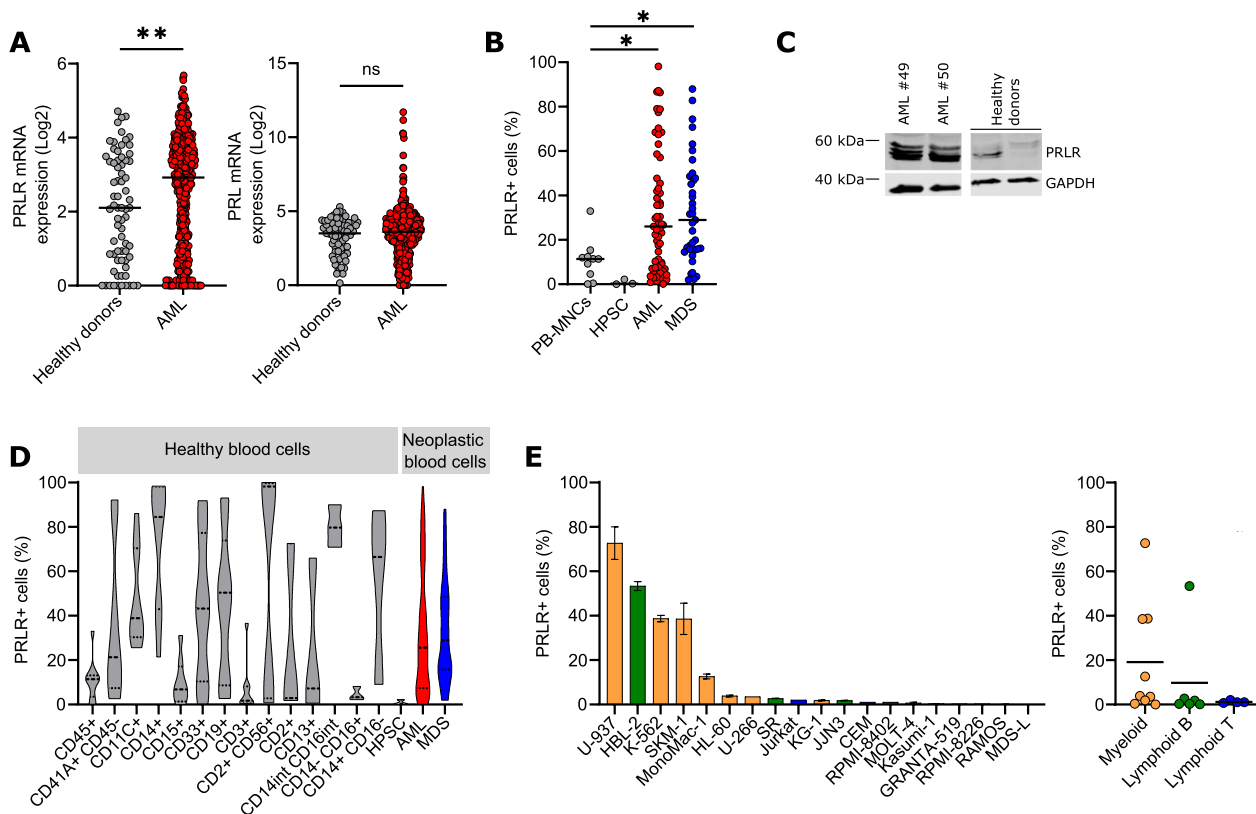 A
**
PRLR mRNA
expression (Log2)
6
4
2
0
Healthy donors
AML
ns
PRL mRNA
expression (Log2)
15
10
5
0
Healthy donors
AML
B
*
*
PRLR+ cells (%)
100
80
60
40
20
0
PB-MNCs
HPSC
AML
MDS
C
AML #49
AML #50
Healthy
donors
60 kDa
40 kDa
PRLR
GAPDH
D
Healthy blood cells
Neoplastic
blood cells
PRLR+ cells (%)
100
80
60
40
20
0
CD45+
CD41A+ CD45-
CD11C+
CD14+
CD15+
CD33+
CD19+
CD3+
CD2+ CD56+
CD2+
CD13+
CD14int CD16int
CD14- CD16+
CD14+ CD16-
HPSC
AML
MDS
E
PRLR+ cells (%)
100
80
60
40
20
0
U-937
HBL-2
K-562
SKM-1
MonoMac-1
HL-60
U-266
SR
Jurkat
KG-1
JJN3
CEM
RPMI-8402
MOLT-4
Kasumi-1
GRANTA-519
RPMI-8226
RAMOS
MDS-L
PRLR+ cells (%)
100
80
60
40
20
0
Myeloid
Lymphoid B
Lymphoid T